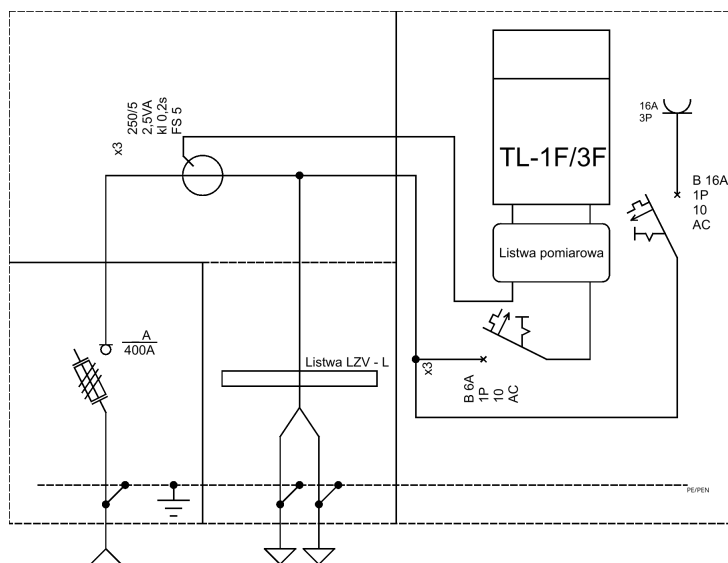 x3
250/5
2,5VA
kl 0,2s
FS 5
TL-1F/3F
Listwa pomiarowa
16A
3P
B 16A
1P
10
AC
_A
400A
Listwa LZV - L
x3
B 6A
1P
10
AC
PE/PEN